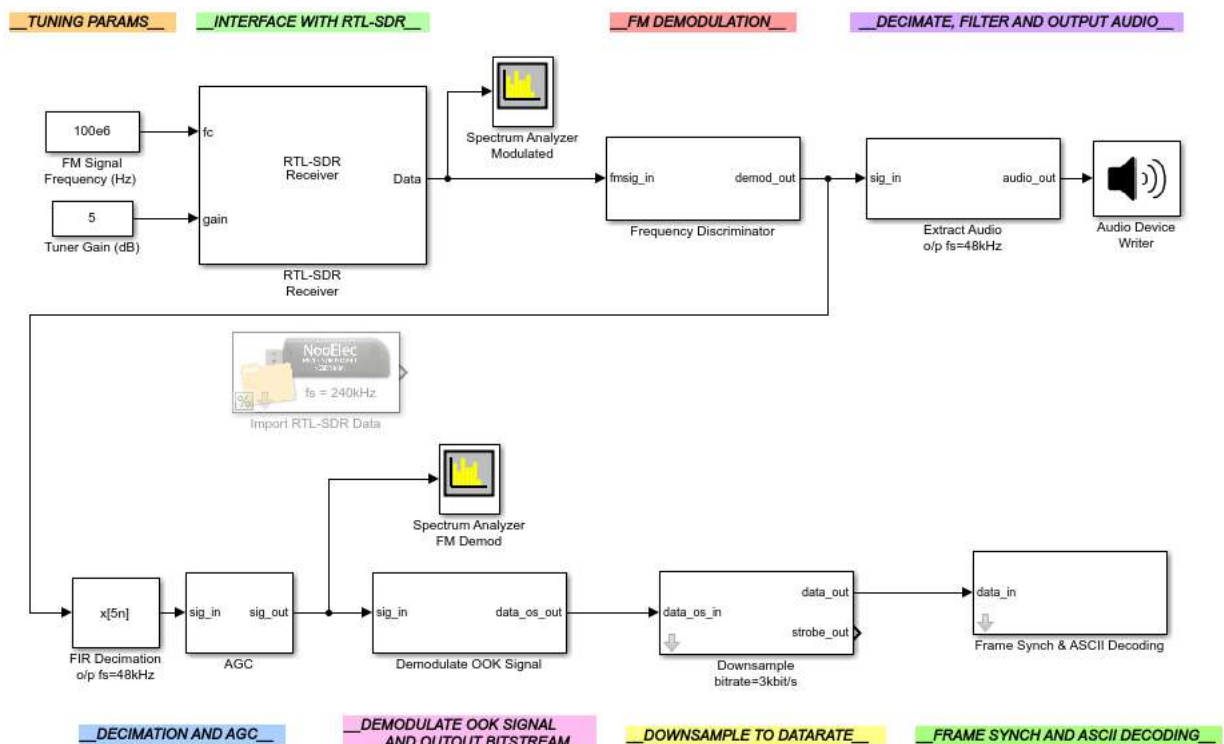 __TUNING PARAMS__
__INTERFACE WITH RTL-SDR__
__FM DEMODULATION__
__DECIMATE, FILTER AND OUTPUT AUDIO__
100e6
FM Signal
Frequency (Hz)
5
Tuner Gain (dB)
fc
gain
RTL-SDR
Receiver
Data
RTL-SDR
Receiver
Spectrum Analyzer
Modulated
fmsig_in
demod_out
Frequency Discriminator
sig_in
audio_out
Extract Audio
o/p fs=48kHz
Audio Device
Writer
NooElec
fs = 240kHz
%
Import RTL-SDR Data
Spectrum Analyzer
FM Demod
x[5n]
FIR Decimation
o/p fs=48kHz
sig_in
sig_out
AGC
sig_in
data_os_out
Demodulate OOK Signal
data_os_in
data_out
strobe_out
Downsample
bitrate=3kbit/s
data_in
Frame Synch & ASCII Decoding
__DECIMATION AND AGC__
__DEMODULATE OOK SIGNAL
AND OUTOUT BITSTREAM
__DOWNSAMPLE TO DATARATE__
__FRAME SYNCH AND ASCII DECODING__